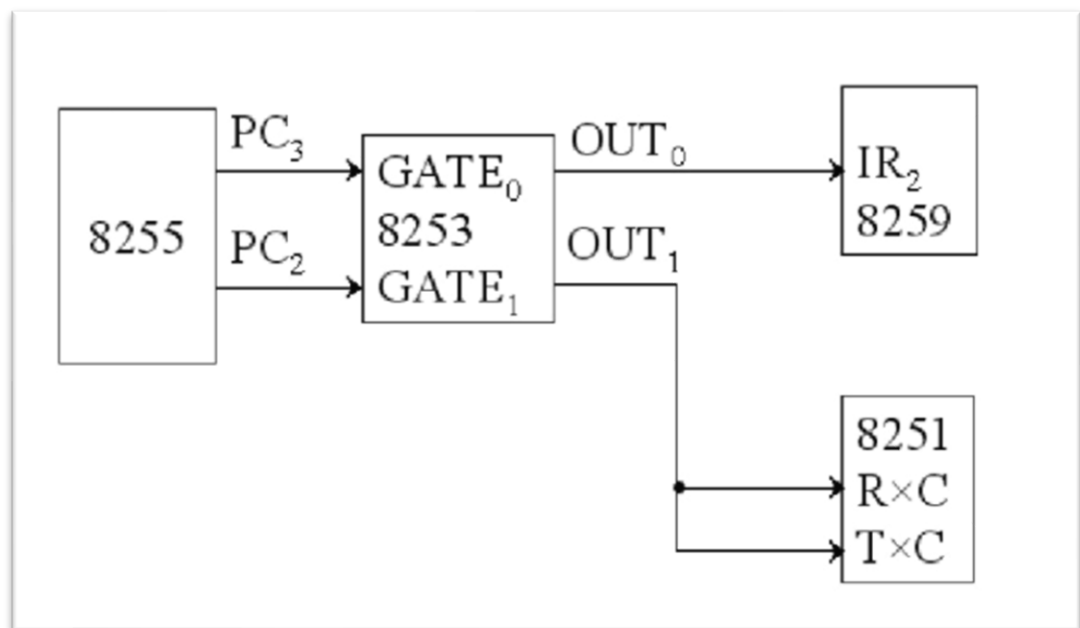 8255
PC₃
PC₂
GATE₀
8253
GATE₁
OUT₀
OUT₁
IR₂
8259
8251
R×C
T×C